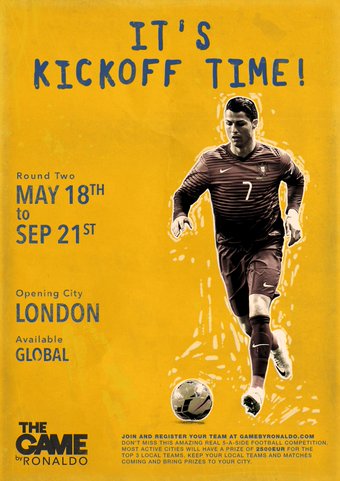 IT'S
KICKOFF TIME!
Round Two
MAY 18TH
to
SEP 21ST
Opening City
LONDON
Available
GLOBAL
7
THE
GAME
by RONALDO
JOIN AND REGISTER YOUR TEAM AT GAMEBYRONALDO.COM
DON'T MISS THIS AMAZING REAL 5-A-SIDE FOOTBALL COMPETITION.
MOST ACTIVE CITIES WILL HAVE A PRIZE OF 2500EUR FOR THE
TOP 3 LOCAL TEAMS. KEEP YOUR LOCAL TEAMS AND MATCHES
COMING AND BRING PRIZES TO YOUR CITY.